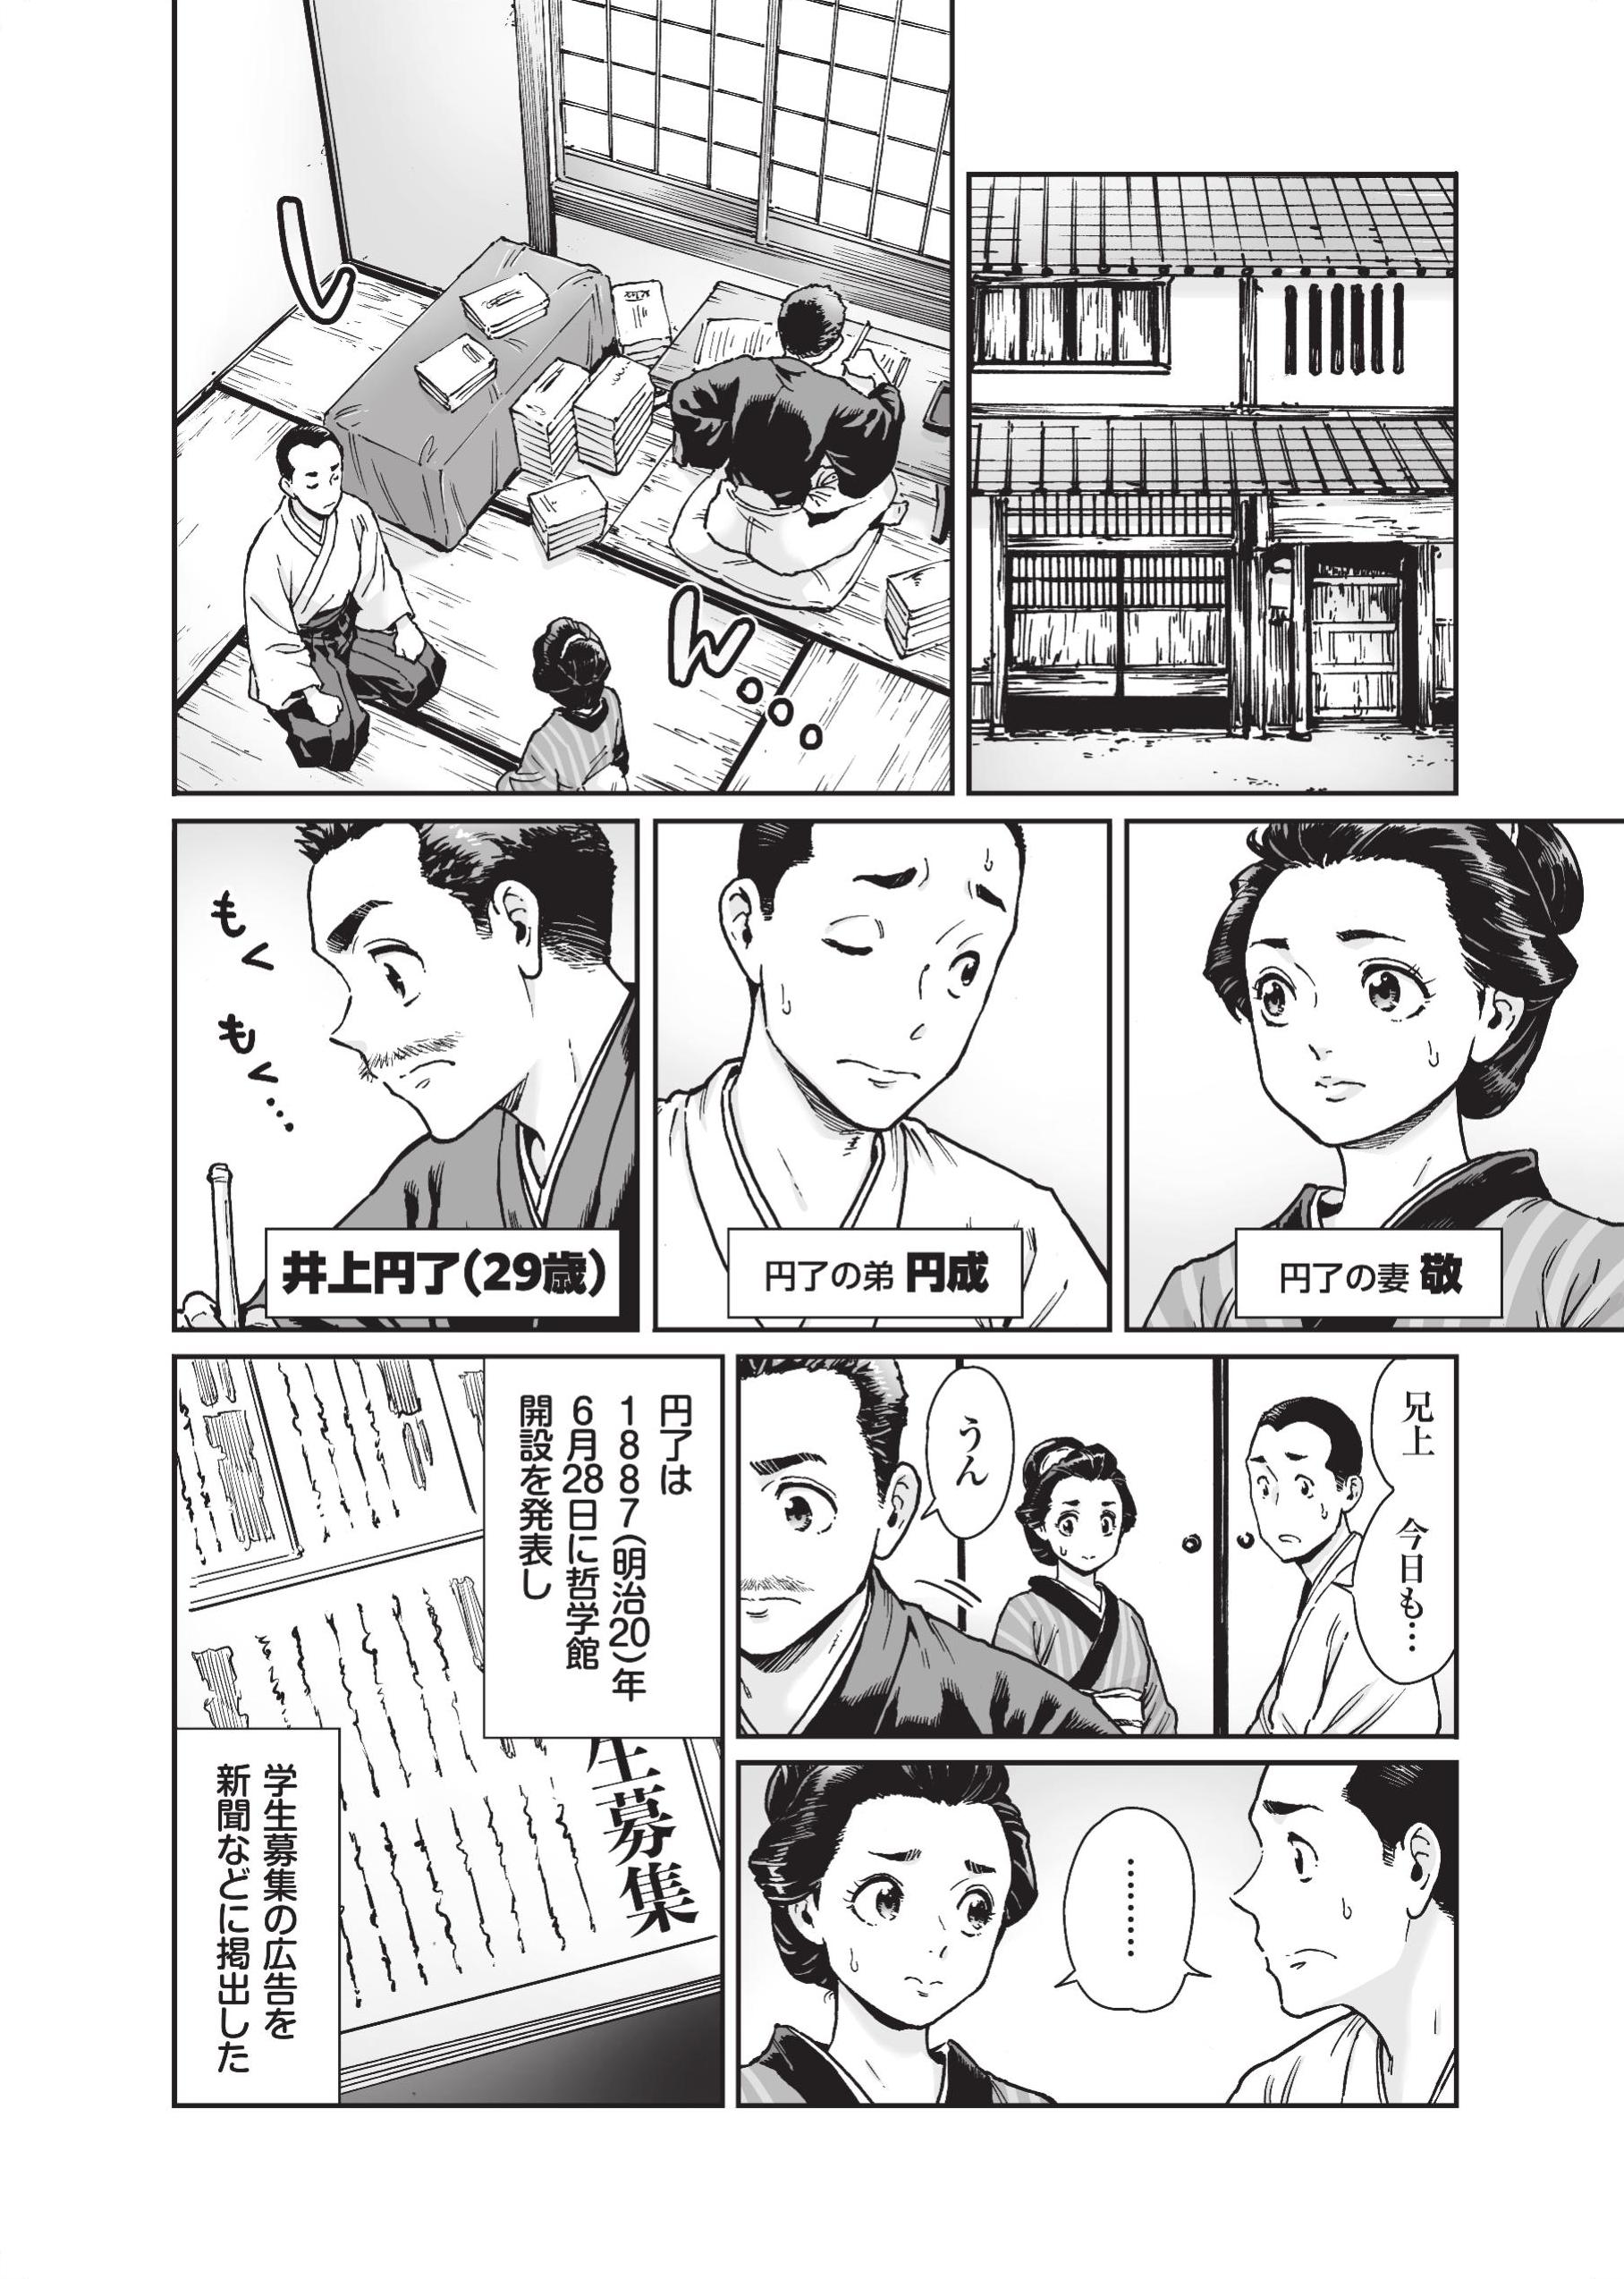 しん。。。
円了の妻 敬
円了の弟 円成
もく
もく…
井上円了(29歳)
兄上
今日も…
うん
………
円了は
1887(明治20)年
6月28日に哲学館
開設を発表し
生募集
学生募集の広告を
新聞などに掲出した